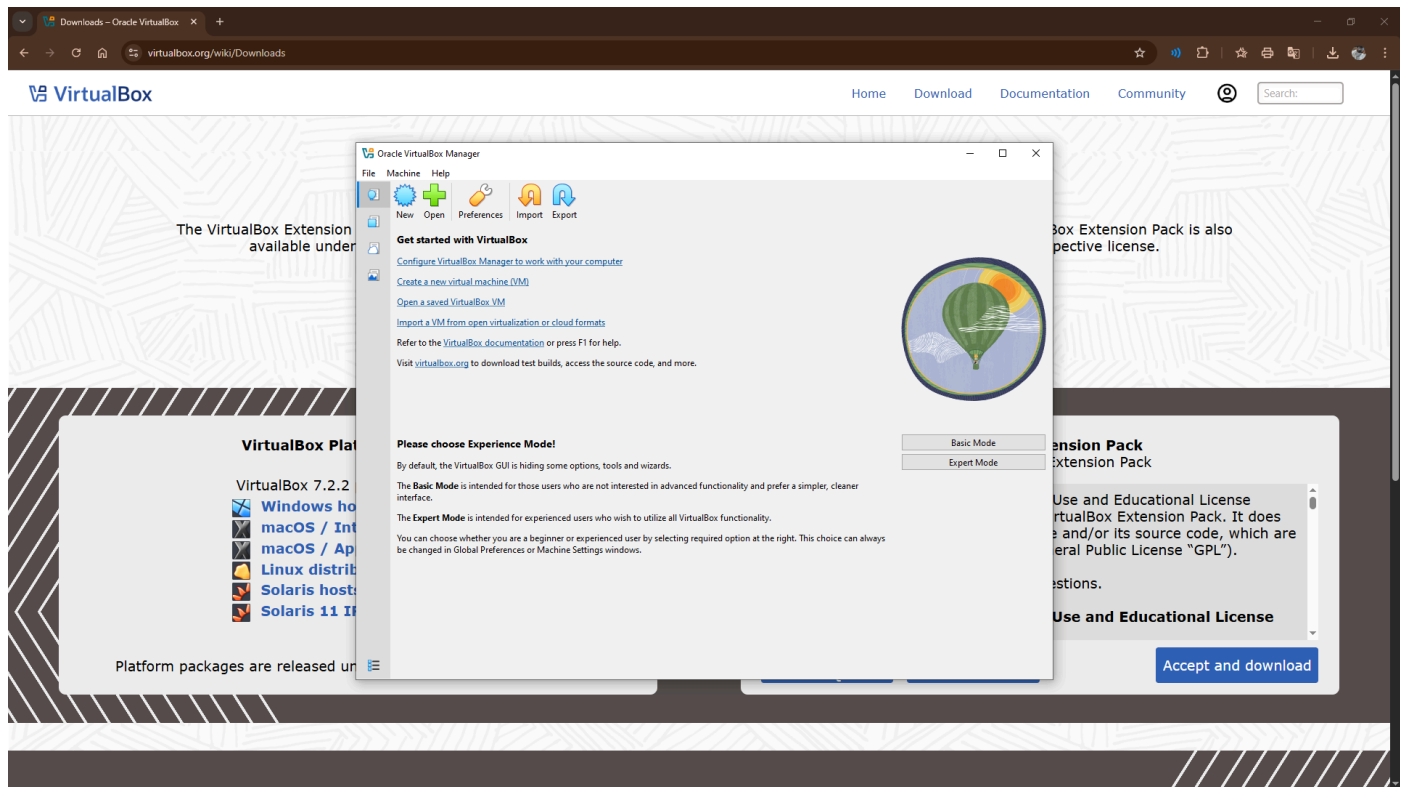 Downloads – Oracle VirtualBox
virtualbox.org/wiki/Downloads
VirtualBox
Home
Download
Documentation
Community
Search:
The VirtualBox Extension
available under
Box Extension Pack is also
pective license.
Oracle VirtualBox Manager
File Machine Help
New Open Preferences Import Export
Get started with VirtualBox
Configure VirtualBox Manager to work with your computer
Create a new virtual machine (VM)
Open a saved VirtualBox VM
Import a VM from open virtualization or cloud formats
Refer to the VirtualBox documentation or press F1 for help.
Visit virtualbox.org to download test builds, access the source code, and more.
Please choose Experience Mode!
By default, the VirtualBox GUI is hiding some options, tools and wizards.
The Basic Mode is intended for those users who are not interested in advanced functionality and prefer a simpler, cleaner
interface.
The Expert Mode is intended for experienced users who wish to utilize all VirtualBox functionality.
You can choose whether you are a beginner or experienced user by selecting required option at the right. This choice can always
be changed in Global Preferences or Machine Settings windows.
Basic Mode
Expert Mode
VirtualBox Plat
VirtualBox 7.2.2
Windows ho
macOS / Int
macOS / Ap
Linux distrib
Solaris hosts
Solaris 11 IP
Platform packages are released un
ension Pack
Extension Pack
Use and Educational License
rtualBox Extension Pack. It does
e and/or its source code, which are
eral Public License “GPL”).
estions.
Use and Educational License
Accept and download